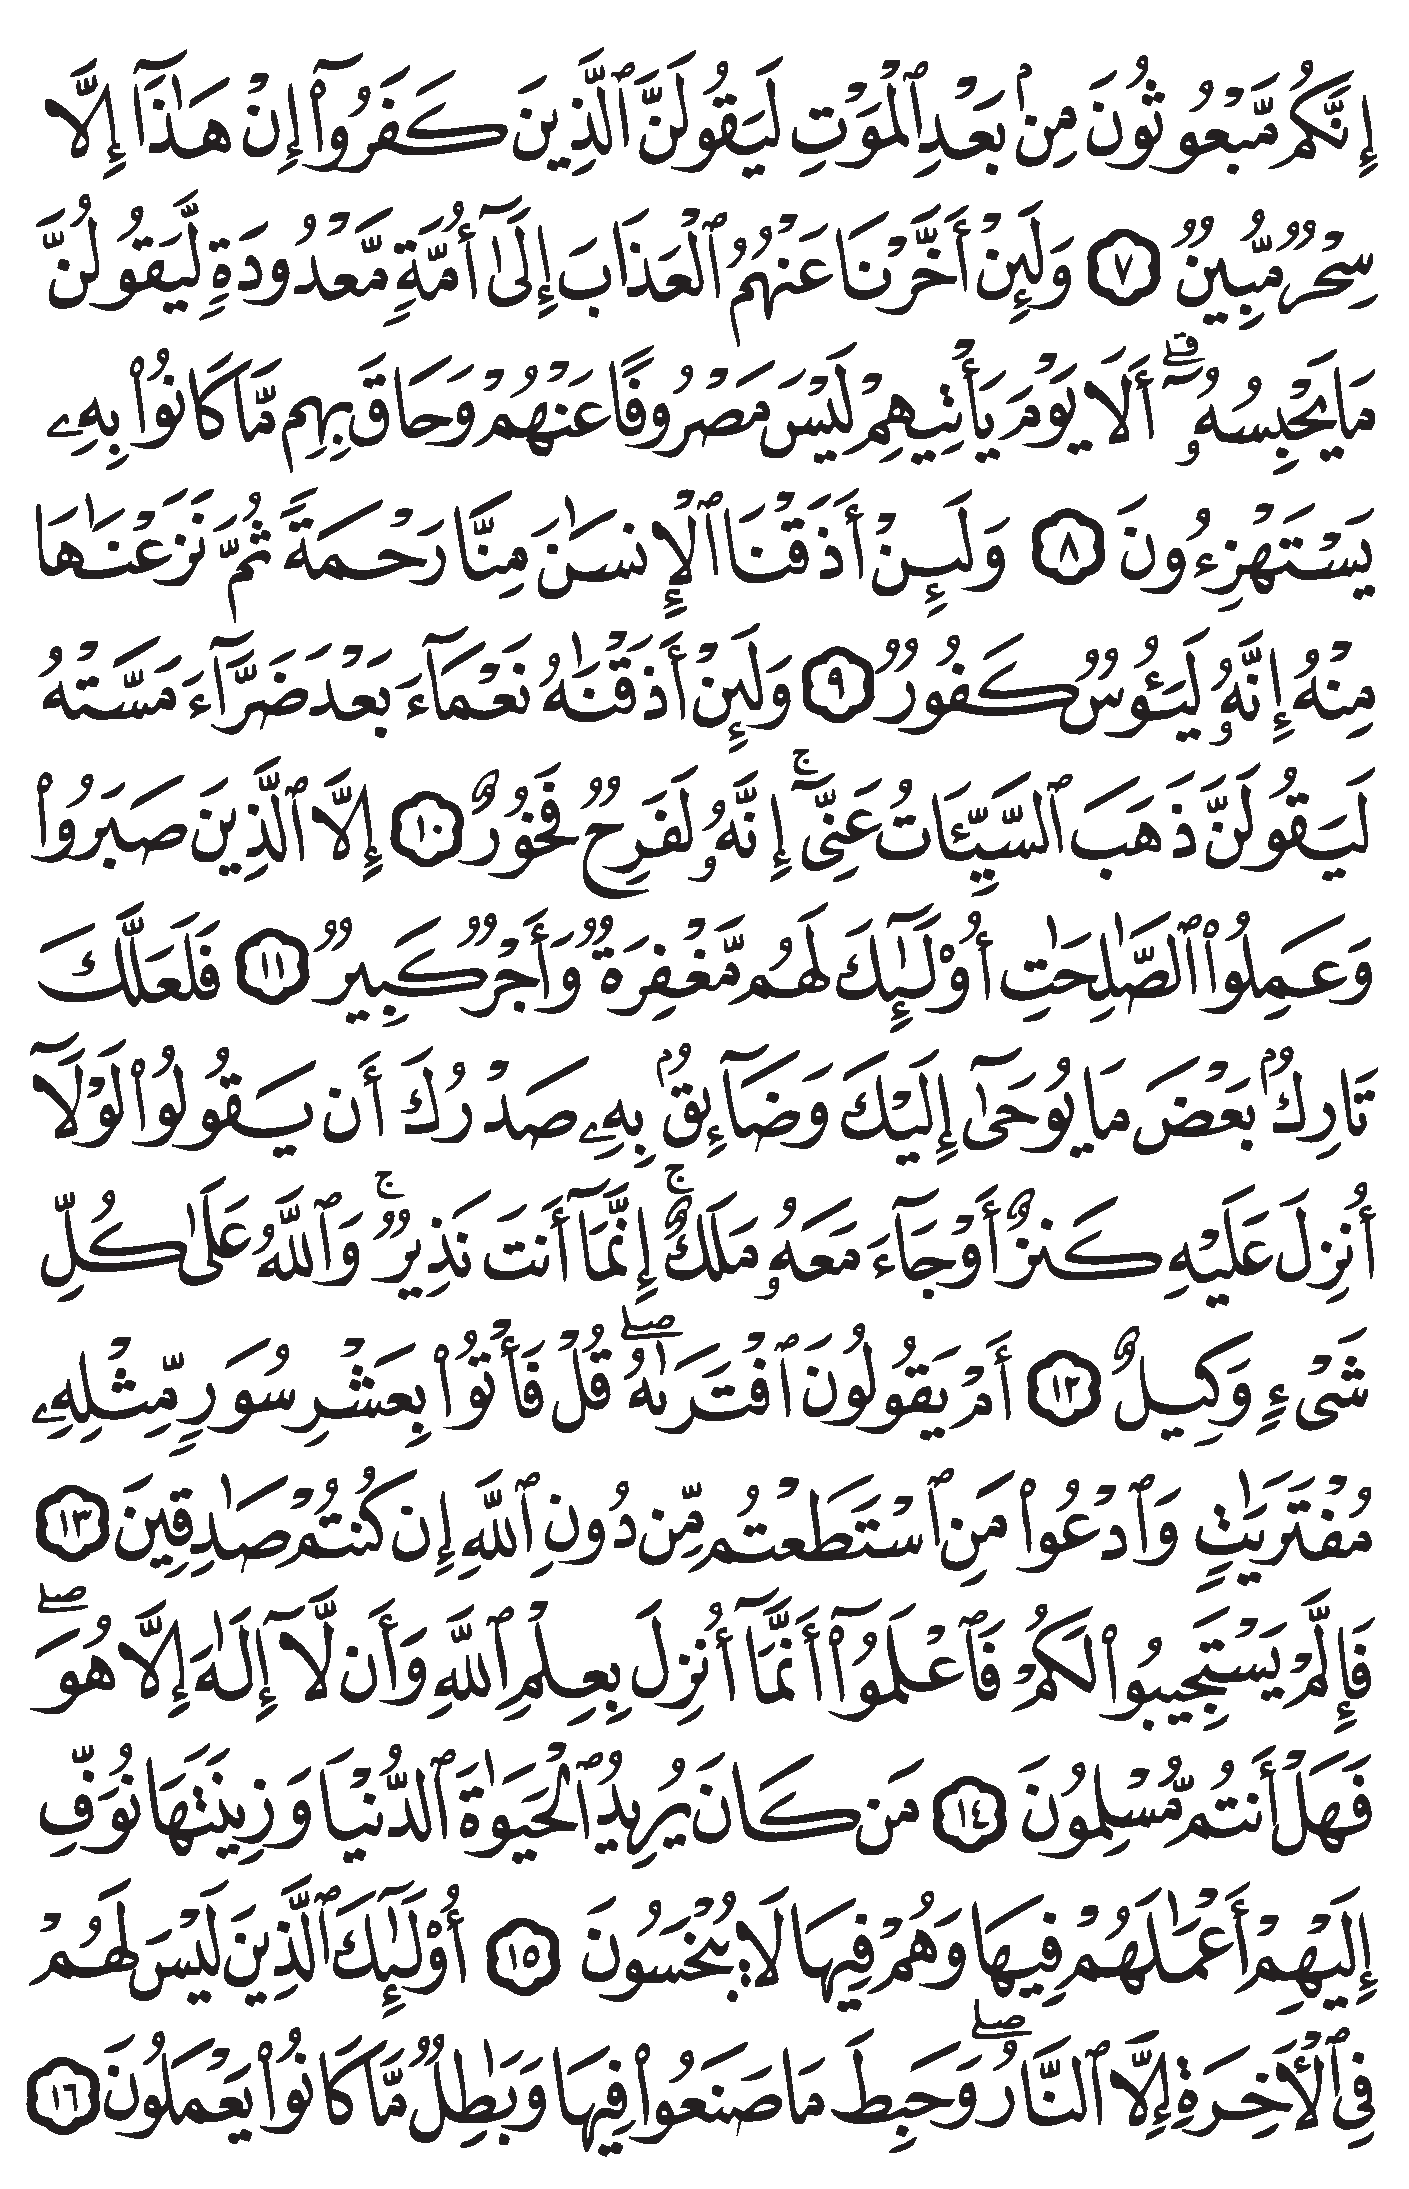 إِنَّكُم مَّبْعُوثُونَ مِنۢ بَعْدِ ٱلْمَوْتِ لَيَقُولَنَّ ٱلَّذِينَ كَفَرُوٓا۟ إِنْ هَـٰذَآ إِلَّا
سِحْرٌ مُّبِينٌ ٧ وَلَئِنْ أَخَّرْنَا عَنْهُمُ ٱلْعَذَابَ إِلَىٰٓ أُمَّةٍ مَّعْدُودَةٍ لَّيَقُولُنَّ
مَا يَحْبِسُهُۥٓ ۗ أَلَا يَوْمَ يَأْتِيهِمْ لَيْسَ مَصْرُوفًا عَنْهُمْ وَحَاقَ بِهِم مَّا كَانُوا۟ بِهِۦ
يَسْتَهْزِءُونَ ٨ وَلَئِنْ أَذَقْنَا ٱلْإِنسَـٰنَ مِنَّا رَحْمَةً ثُمَّ نَزَعْنَـٰهَا
مِنْهُ إِنَّهُۥ لَيَـُٔوسٌ كَفُورٌ ٩ وَلَئِنْ أَذَقْنَـٰهُ نَعْمَآءَ بَعْدَ ضَرَّآءَ مَسَّتْهُ
لَيَقُولَنَّ ذَهَبَ ٱلسَّيِّـَٔاتُ عَنِّىٓ ۚ إِنَّهُۥ لَفَرِحٌ فَخُورٌ ١٠ إِلَّا ٱلَّذِينَ صَبَرُوا۟
وَعَمِلُوا۟ ٱلصَّـٰلِحَـٰتِ أُو۟لَـٰٓئِكَ لَهُم مَّغْفِرَةٌ وَأَجْرٌ كَبِيرٌ ١١ فَلَعَلَّكَ
تَارِكٌۢ بَعْضَ مَا يُوحَىٰٓ إِلَيْكَ وَضَآئِقٌۢ بِهِۦ صَدْرُكَ أَن يَقُولُوا۟ لَوْلَآ
أُنزِلَ عَلَيْهِ كَنزٌ أَوْ جَآءَ مَعَهُۥ مَلَكٌ ۚ إِنَّمَآ أَنتَ نَذِيرٌ ۚ وَٱللَّهُ عَلَىٰ كُلِّ
شَىْءٍ وَكِيلٌ ١٢ أَمْ يَقُولُونَ ٱفْتَرَىٰهُ ۖ قُلْ فَأْتُوا۟ بِعَشْرِ سُوَرٍ مِّثْلِهِۦ
مُفْتَرَيَـٰتٍ وَٱدْعُوا۟ مَنِ ٱسْتَطَعْتُم مِّن دُونِ ٱللَّهِ إِن كُنتُمْ صَـٰدِقِينَ ١٣
فَإِلَّمْ يَسْتَجِيبُوا۟ لَكُمْ فَٱعْلَمُوٓا۟ أَنَّمَآ أُنزِلَ بِعِلْمِ ٱللَّهِ وَأَن لَّآ إِلَـٰهَ إِلَّا هُوَ ۖ
فَهَلْ أَنتُم مُّسْلِمُونَ ١٤ مَن كَانَ يُرِيدُ ٱلْحَيَوٰةَ ٱلدُّنْيَا وَزِينَتَهَا نُوَفِّ
إِلَيْهِمْ أَعْمَـٰلَهُمْ فِيهَا وَهُمْ فِيهَا لَا يُبْخَسُونَ ١٥ أُو۟لَـٰٓئِكَ ٱلَّذِينَ لَيْسَ لَهُمْ
فِى ٱلْـَٔاخِرَةِ إِلَّا ٱلنَّارُ ۖ وَحَبِطَ مَا صَنَعُوا۟ فِيهَا وَبَـٰطِلٌ مَّا كَانُوا۟ يَعْمَلُونَ ١٦